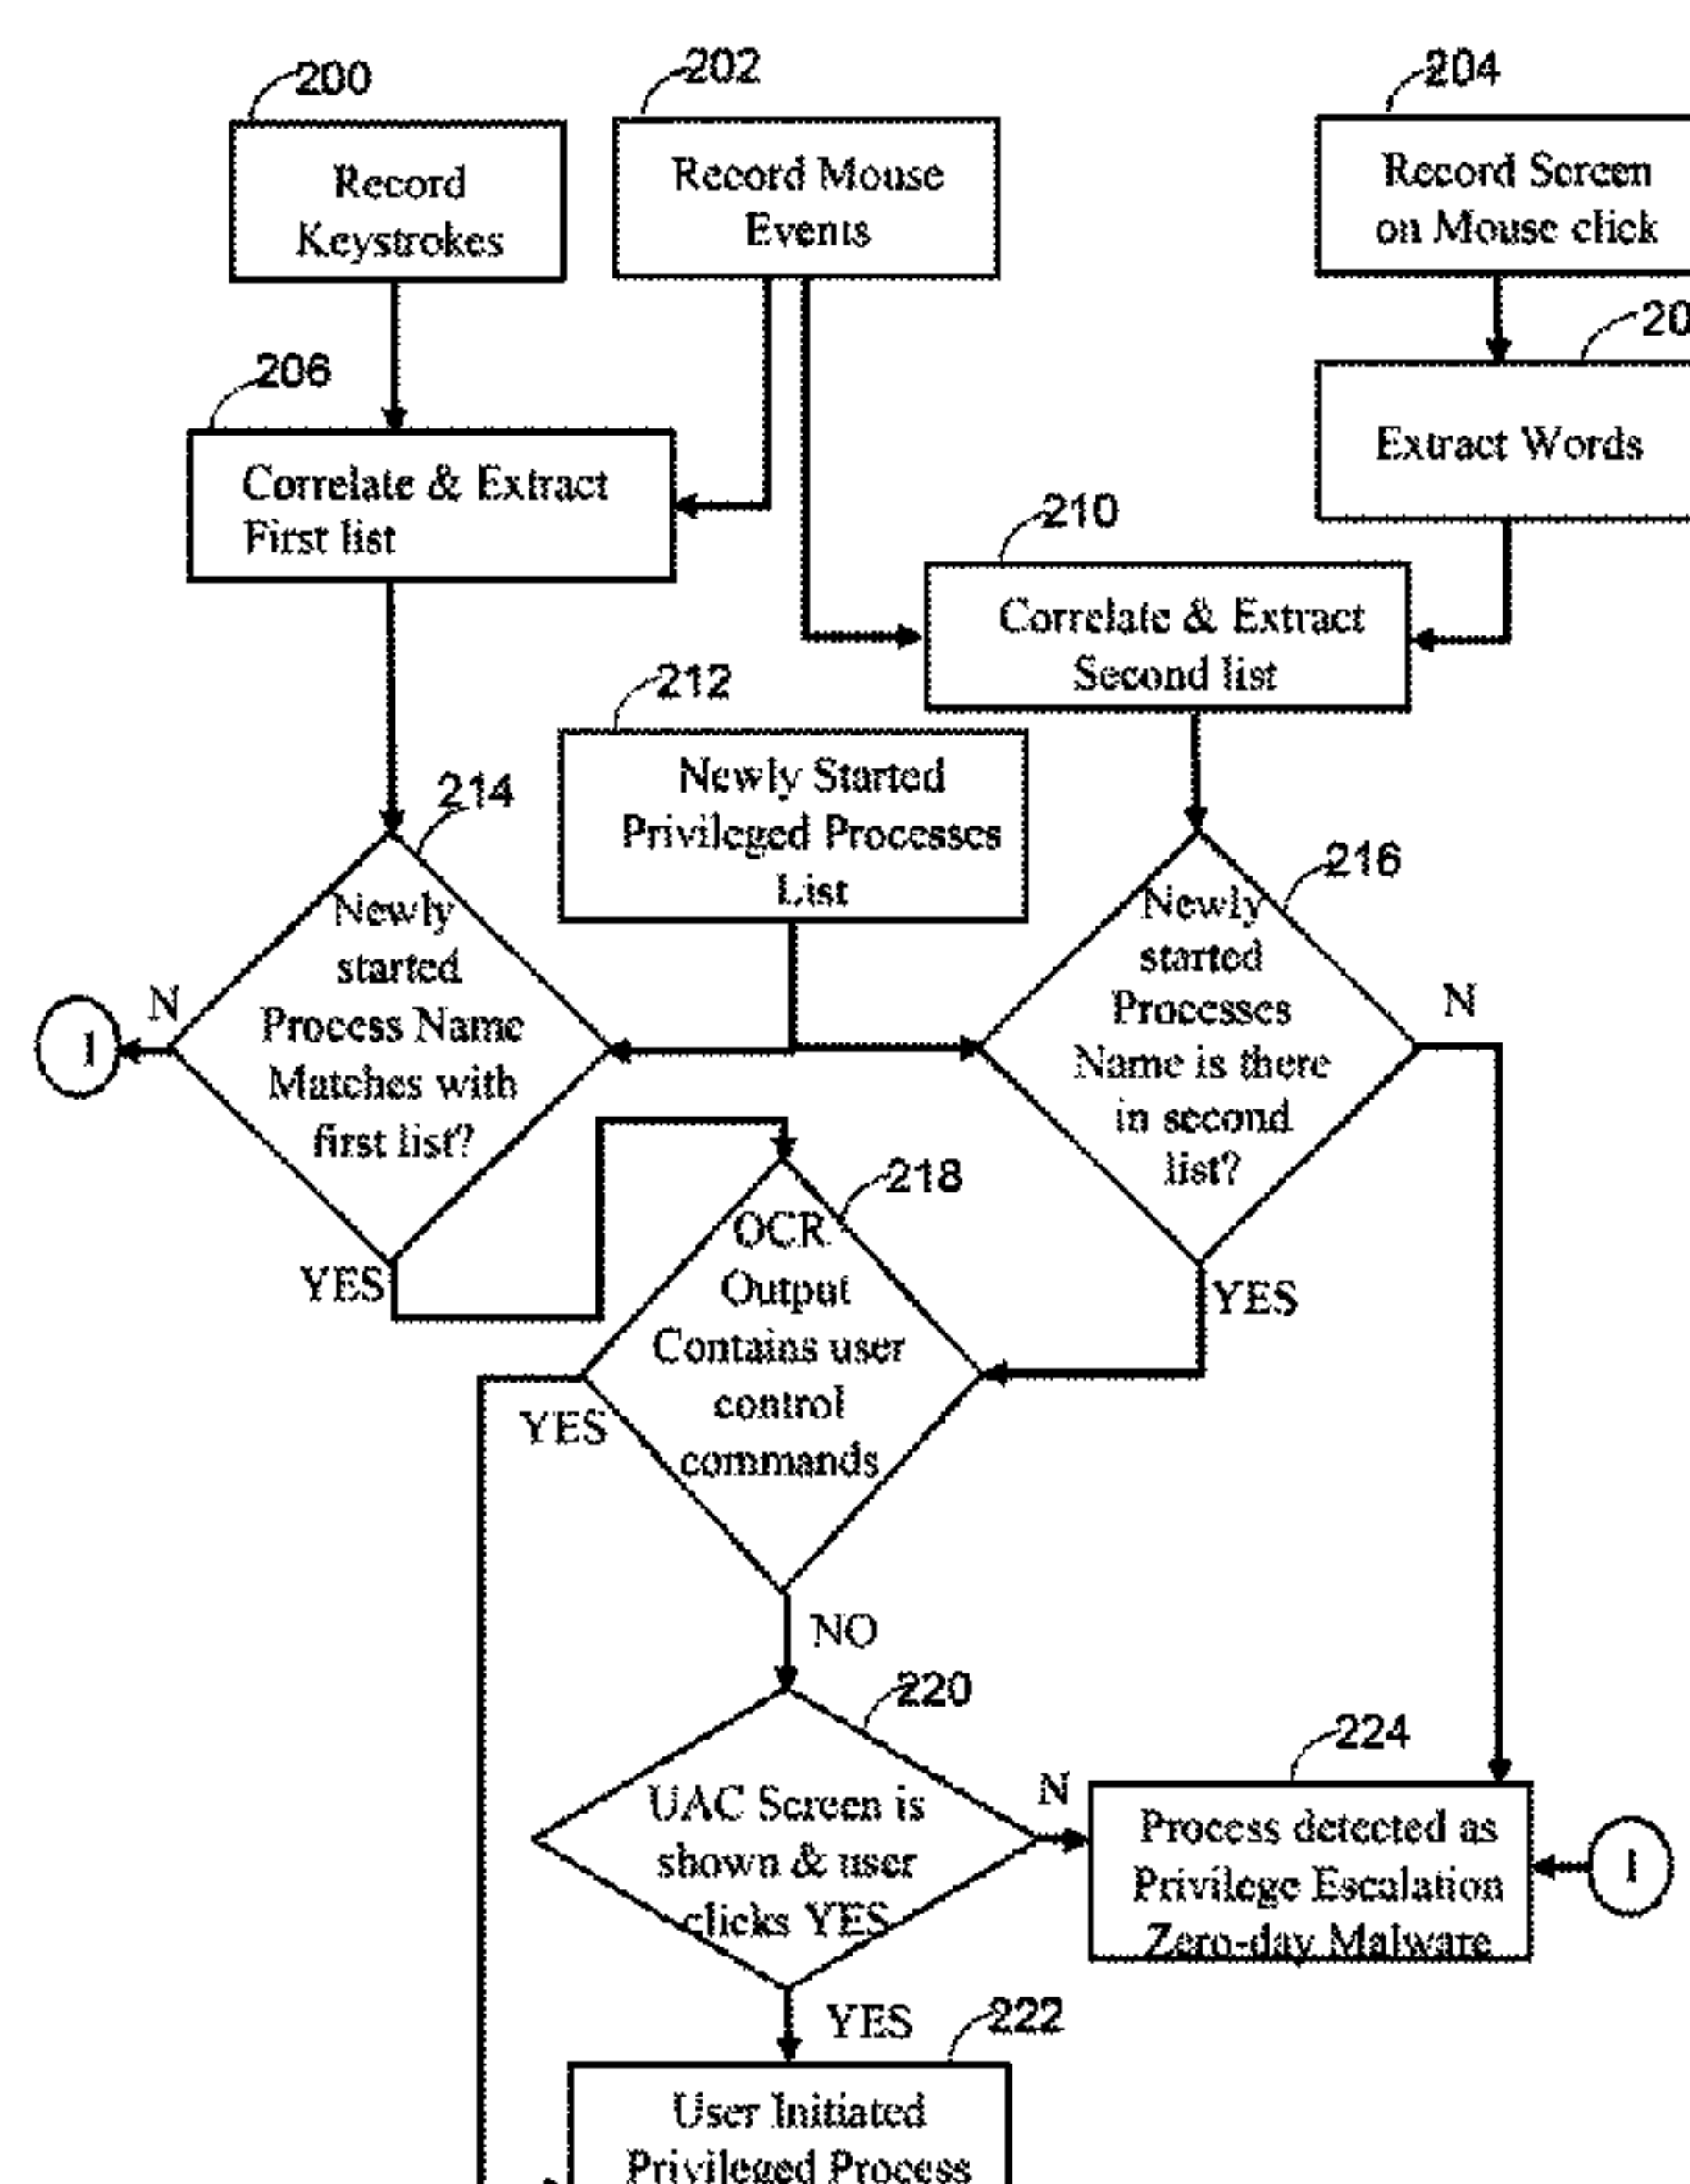 200
202
204
Record
Keystrokes
Record Mouse
Events
Record Screen
on Mouse click
20
206
Extract Words
Correlate & Extract
First list
210
Correlate & Extract
Second list
212
Newly Started
Privileged Processes
List
214
216
Newly
started
Process Name
Matches with
first list?
N
1
Newly
started
Processes
Name is there
in second
list?
N
YES
YES
218
OCR
Output
Contains user
control
commands
YES
NO
220
UAC Screen is
shown & user
clicks YES
N
224
Process detected as
Privilege Escalation
Zero-day Malware
1
YES
222
User Initiated
Privileged Process